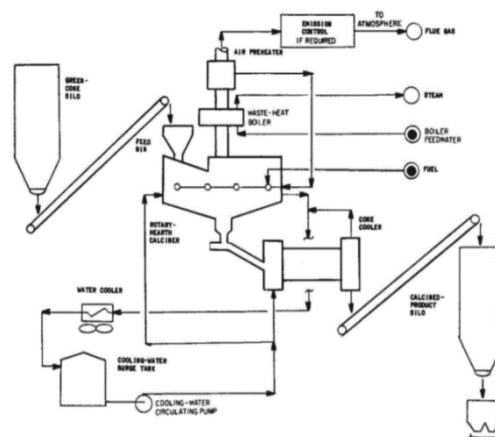 TO
ATMOSPHERE
EMISSION
CONTROL
IF REQUIRED
FLUE GAS
AIR PREHEATER
GREEN-
COKE
SILO
STEAM
WASTE-HEAT
BOILER
FEED
BIN
BOILER
FEEDWATER
FUEL
ROTARY-
HEARTH
CALCINER
COKE
COOLER
WATER COOLER
CALCINED-
PRODUCT
SILO
COOLING-WATER
SURGE TANK
COOLING-WATER
CIRCULATING PUMP